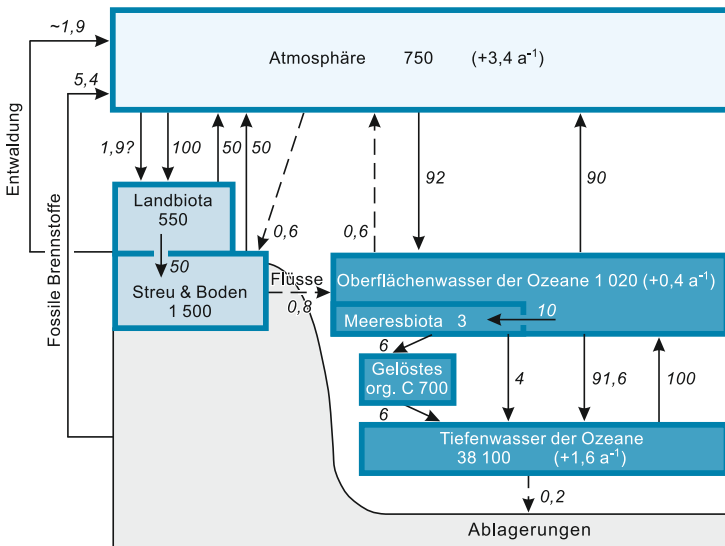 ~1,9
Atmosphäre 750 (+3,4 a⁻¹)
5,4
Entwaldung
Fossile Brennstoffe
1,9?
100
50
50
92
90
Landbiota
550
0,6
0,6
50
Streu & Boden
1 500
Flüsse
0,8
Oberflächenwasser der Ozeane 1 020 (+0,4 a⁻¹)
Meeresbiota 3
10
6
Gelöstes
org. C 700
4
91,6
100
6
Tiefenwasser der Ozeane
38 100 (+1,6 a⁻¹)
0,2
Ablagerungen